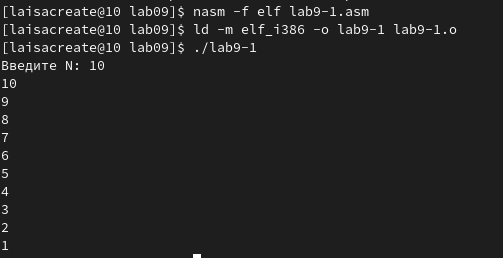 [laisacreate@10 lab09]$ nasm -f elf lab9-1.asm
[laisacreate@10 lab09]$ ld -m elf_i386 -o lab9-1 lab9-1.o
[laisacreate@10 lab09]$ ./lab9-1
Введите N: 10
10
9
8
7
6
5
4
3
2
1